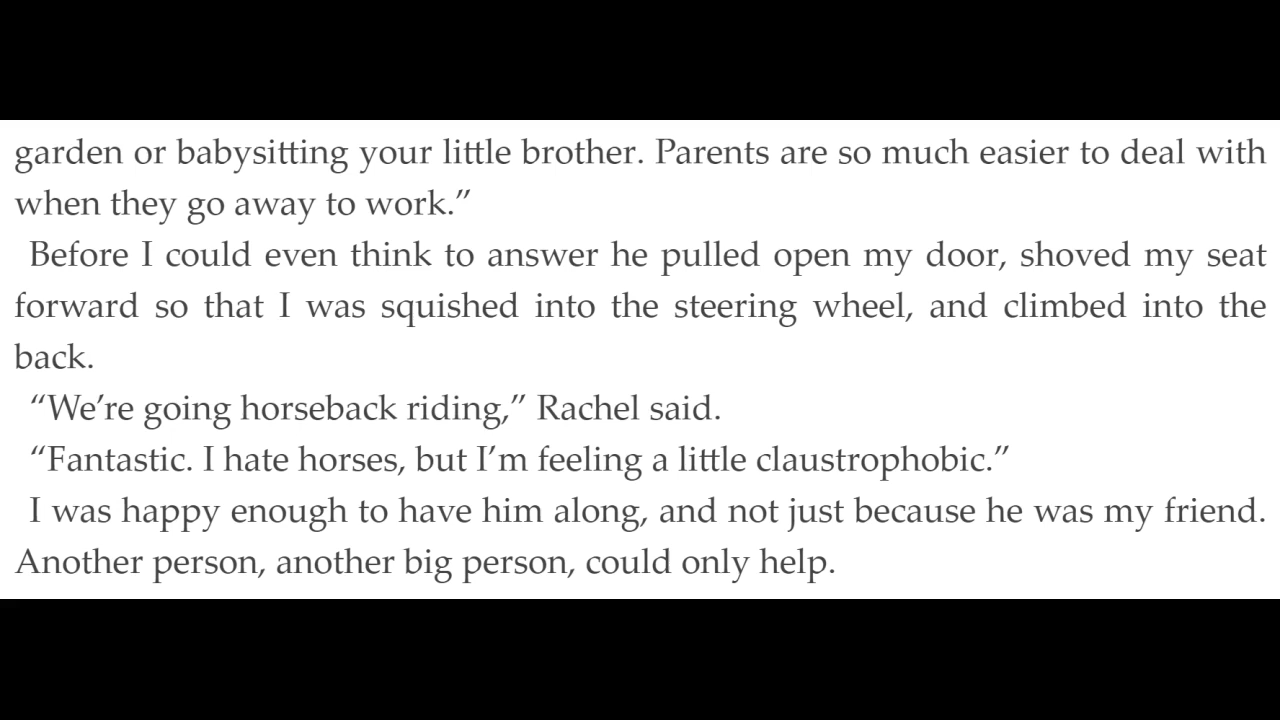 garden or babysitting your little brother. Parents are so much easier to deal with
when they go away to work.”
Before I could even think to answer he pulled open my door, shoved my seat
forward so that I was squished into the steering wheel, and climbed into the
back.
“We’re going horseback riding,” Rachel said.
“Fantastic. I hate horses, but I’m feeling a little claustrophobic.”
I was happy enough to have him along, and not just because he was my friend.
Another person, another big person, could only help.